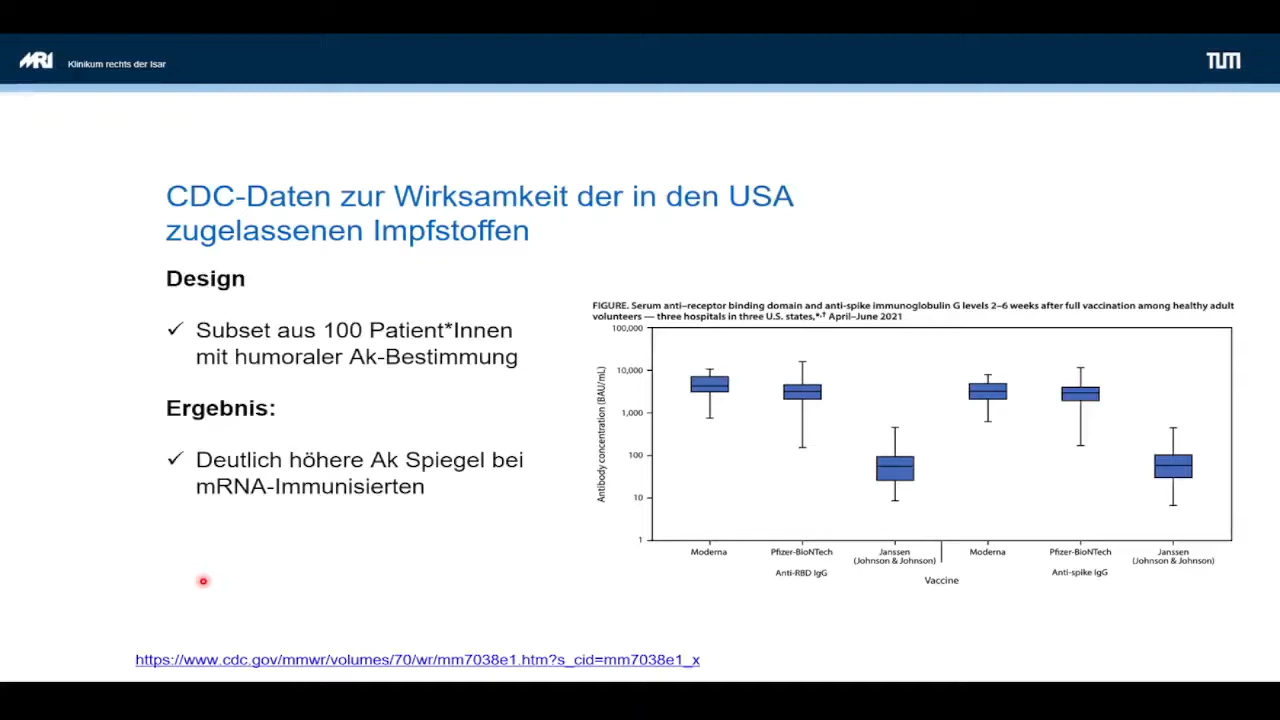 MRI
Klinikum rechts der Isar
TUM
CDC-Daten zur Wirksamkeit der in den USA
zugelassenen Impfstoffen
Design
✓ Subset aus 100 Patient*Innen
mit humoraler Ak-Bestimmung
Ergebnis:
✓ Deutlich höhere Ak Spiegel bei
mRNA-Immunisierten
FIGURE. Serum anti–receptor binding domain and anti-spike immunoglobulin G levels 2–6 weeks after full vaccination among healthy adult
volunteers — three hospitals in three U.S. states,*,† April–June 2021
Antibody concentration (BAU/mL)
100,000
10,000
1,000
100
10
1
Moderna
Pfizer-BioNTech
Janssen
(Johnson & Johnson)
Moderna
Pfizer-BioNTech
Janssen
(Johnson & Johnson)
Anti-RBD IgG
Anti-spike IgG
Vaccine
https://www.cdc.gov/mmwr/volumes/70/wr/mm7038e1.htm?s_cid=mm7038e1_x